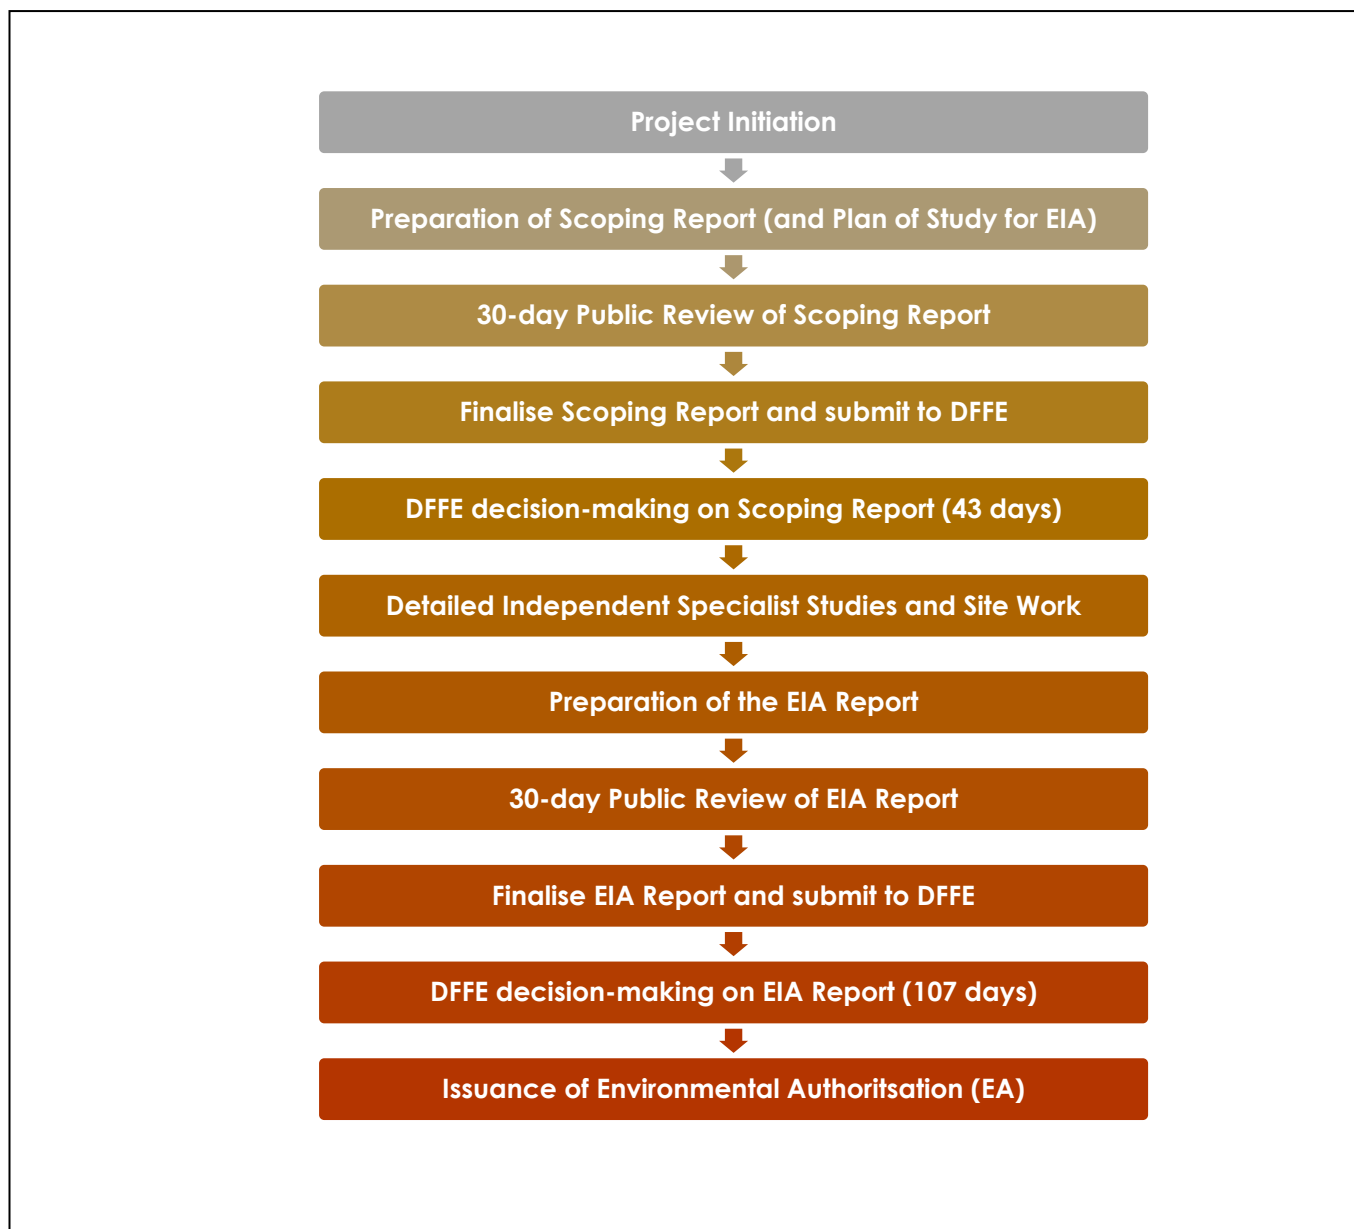 Project Initiation
Preparation of Scoping Report (and Plan of Study for EIA)
30-day Public Review of Scoping Report
Finalise Scoping Report and submit to DFFE
DFFE decision-making on Scoping Report (43 days)
Detailed Independent Specialist Studies and Site Work
Preparation of the EIA Report
30-day Public Review of EIA Report
Finalise EIA Report and submit to DFFE
DFFE decision-making on EIA Report (107 days)
Issuance of Environmental Authoritsation (EA)